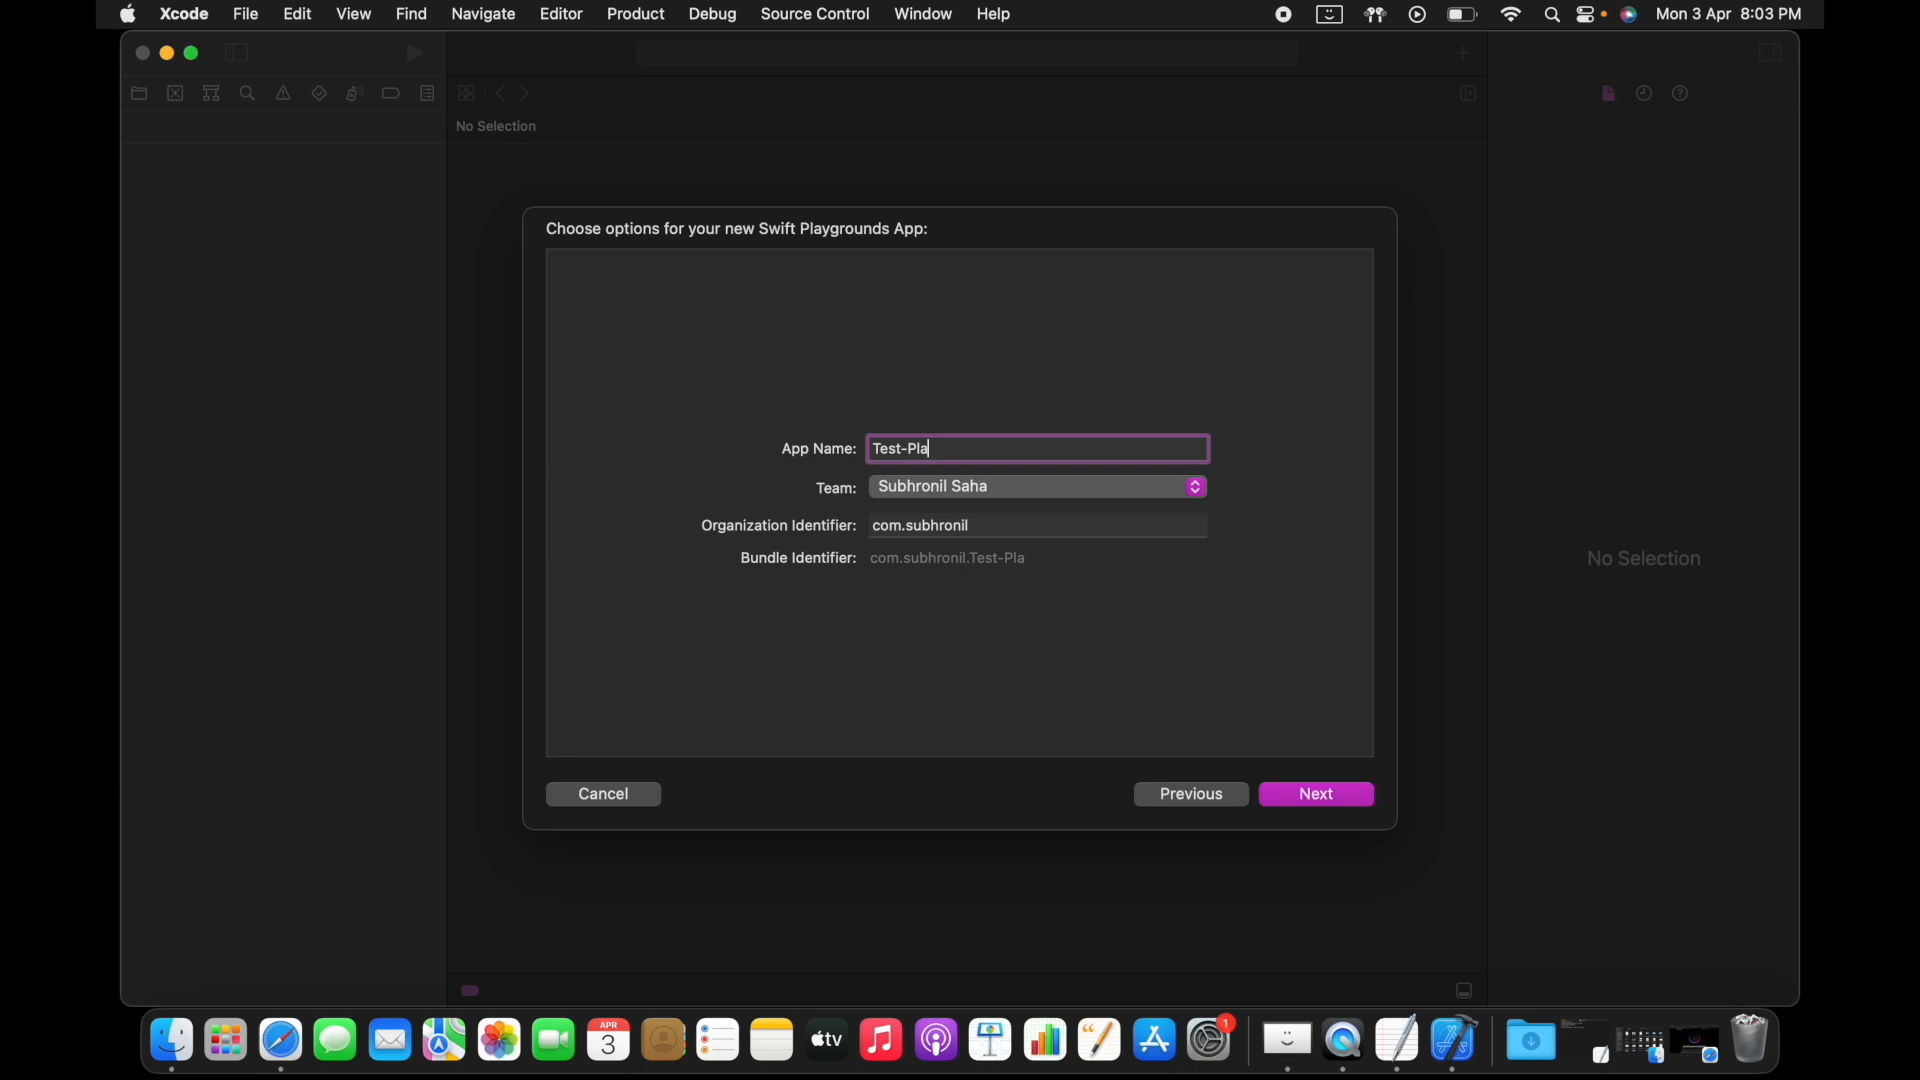 Xcode File Edit View Find Navigate Editor Product Debug Source Control Window Help Mon 3 Apr 8:03 PM
No Selection
Choose options for your new Swift Playgrounds App:
App Name: Test-Pla
Team: Subhronil Saha
Organization Identifier: com.subhronil
Bundle Identifier: com.subhronil.Test-Pla
No Selection
Cancel Previous Next
APR
3
tv
1